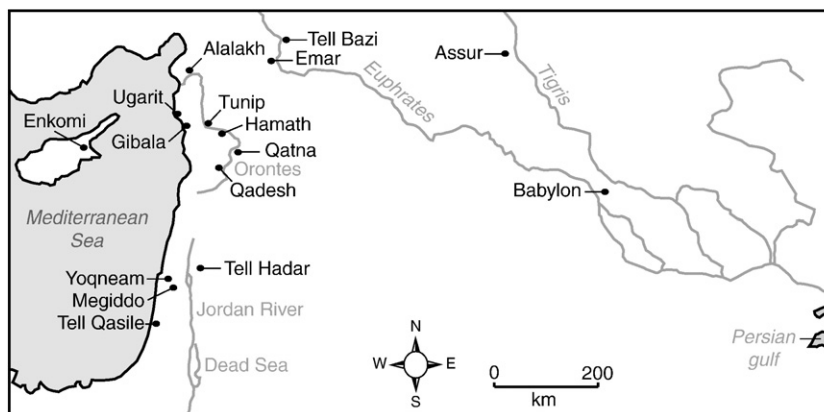 Alalakh
Tell Bazi
Emar
Assur
Tigris
Euphrates
Ugarit
Tunip
Enkomi
Gibala
Hamath
Qatna
Orontes
Qadesh
Babylon
Mediterranean
Sea
Yoqneam
Tell Hadar
Megiddo
Jordan River
Tell Qasile
Dead Sea
N
W
E
S
0
200
km
Persian
gulf